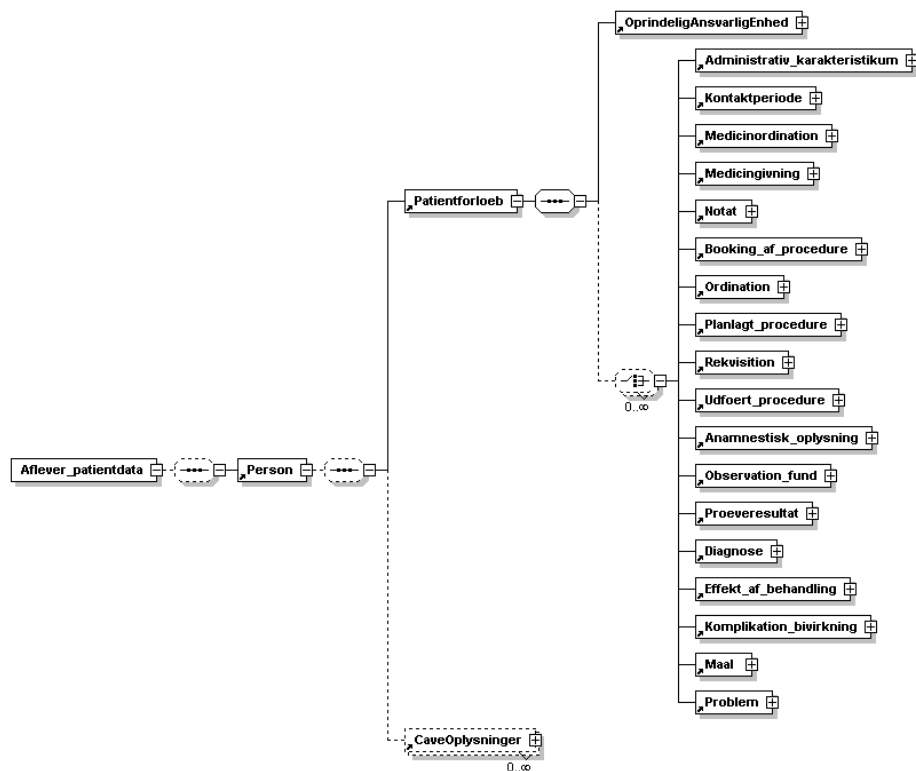 OprindeligAnsvarligEnhed
Administrativ_karakteristikum
Kontaktperiode
Medicinordination
Medicingivning
Patientforloeb
Notat
Booking_af_procedure
Ordination
Planlagt_procedure
Rekvisition
0..∞
Udfoert_procedure
Anamnestisk_oplysning
Aflever_patientdata
Person
Observation_fund
Proeveresultat
Diagnose
Effekt_af_behandling
Komplikation_bivirkning
Maal
Problem
CaveOplysninger
0..∞